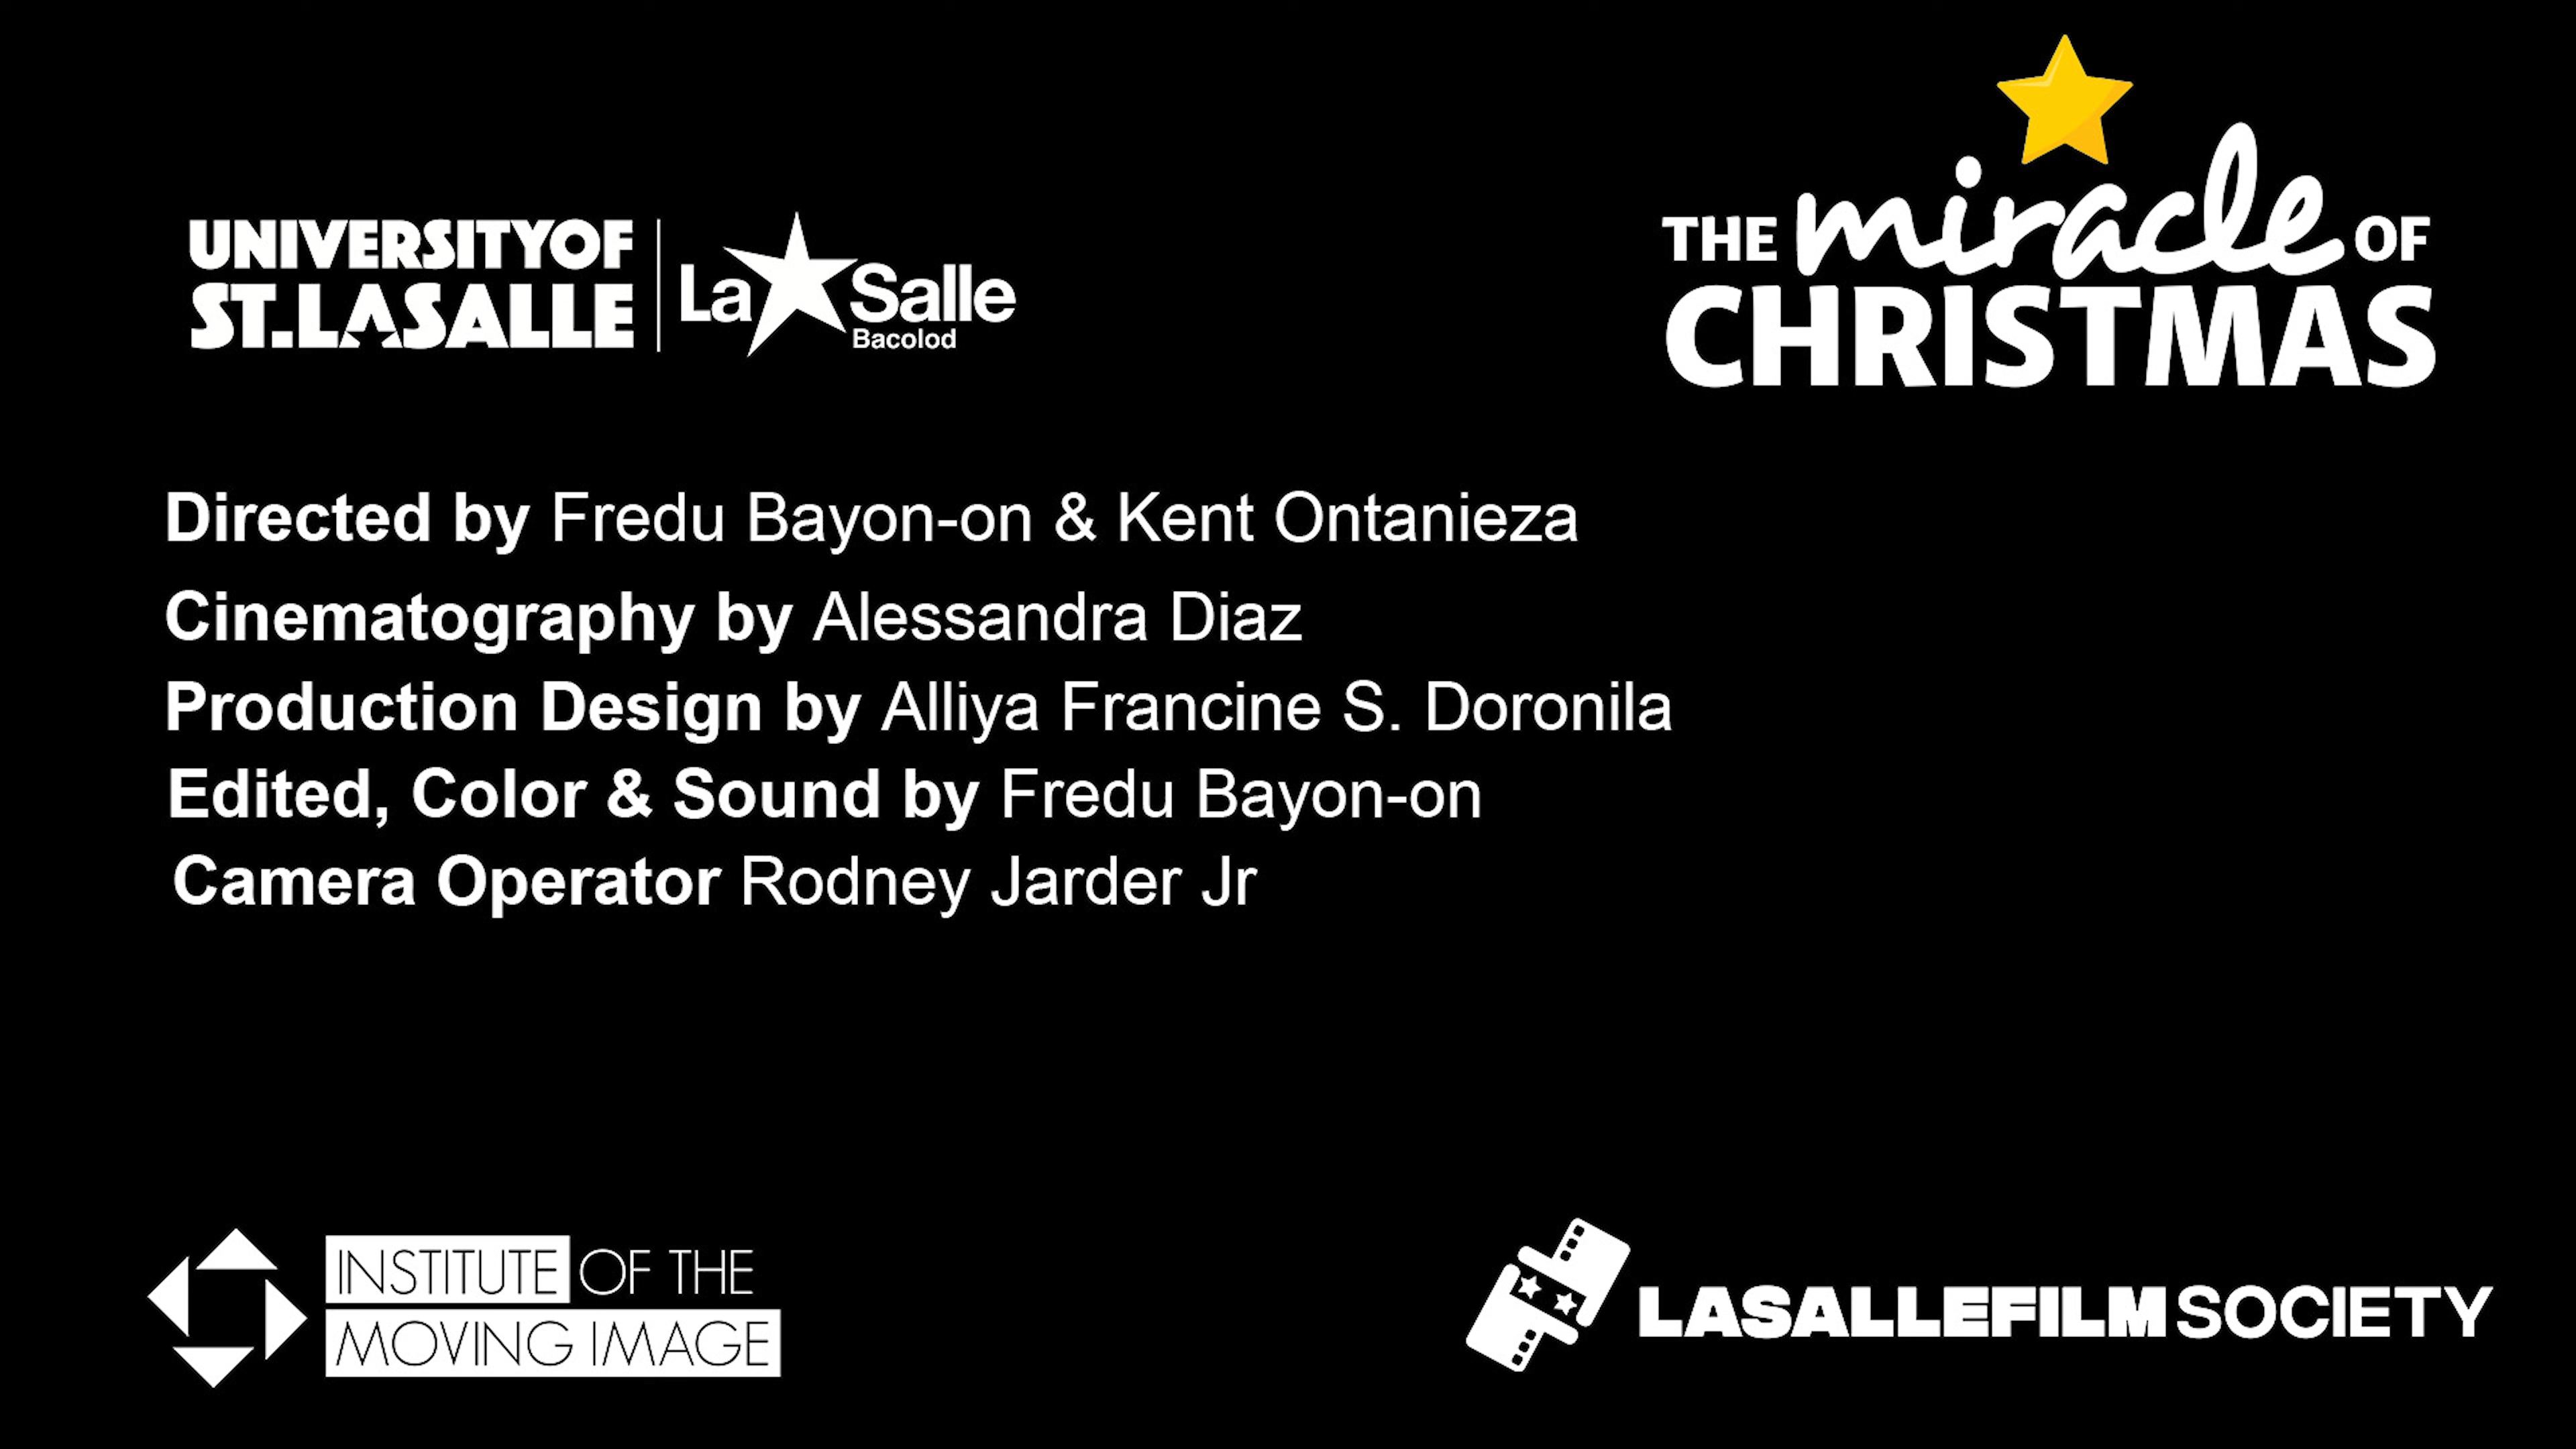 UNIVERSITYOF
ST.LASALLE
La Salle
Bacolod
THE miracle OF
CHRISTMAS
Directed by Fredu Bayon-on & Kent Ontanieza
Cinematography by Alessandra Diaz
Production Design by Alliya Francine S. Doronila
Edited, Color & Sound by Fredu Bayon-on
Camera Operator Rodney Jarder Jr
INSTITUTE OF THE
MOVING IMAGE
LASALLEFILMSOCIETY